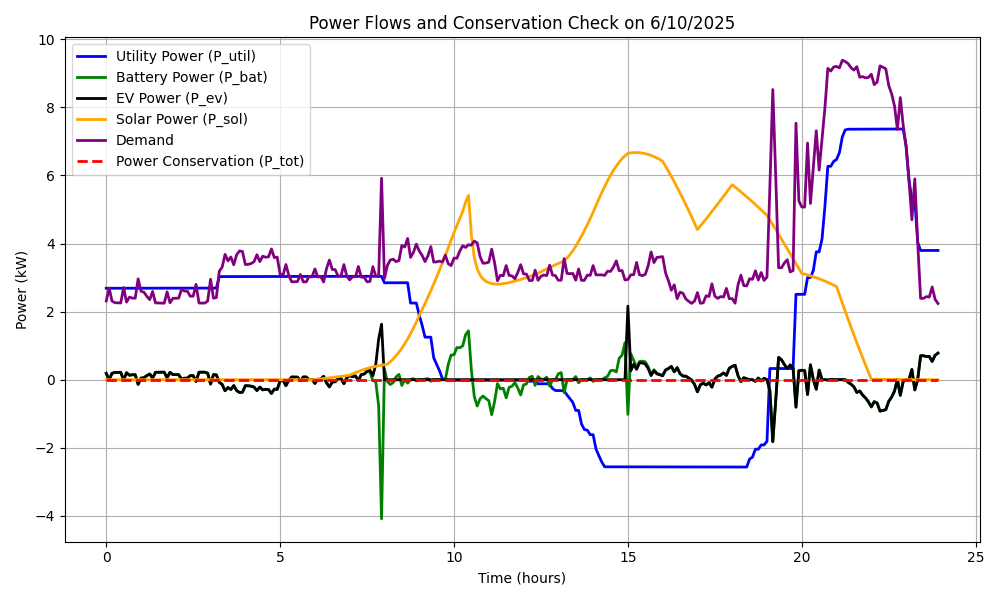 Power Flows and Conservation Check on 6/10/2025
Power (kW)
10
8
6
4
2
0
−2
−4
Utility Power (P_util)
Battery Power (P_bat)
EV Power (P_ev)
Solar Power (P_sol)
Demand
Power Conservation (P_tot)
0
5
10
15
20
25
Time (hours)